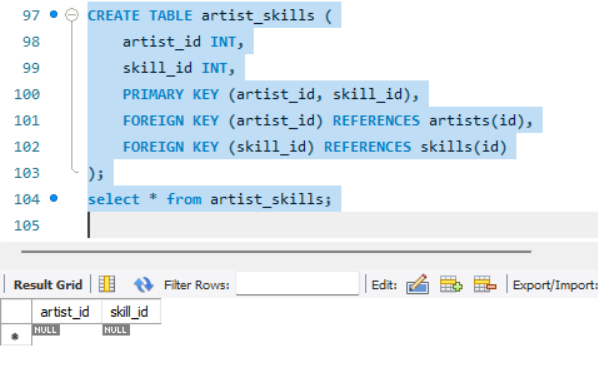 97 CREATE TABLE artist_skills (
98 artist_id INT,
99 skill_id INT,
100 PRIMARY KEY (artist_id, skill_id),
101 FOREIGN KEY (artist_id) REFERENCES artists(id),
102 FOREIGN KEY (skill_id) REFERENCES skills(id)
103 );
104 select * from artist_skills;
105
Result Grid Filter Rows: Edit: Export/Import:
artist_id skill_id
* NULL NULL